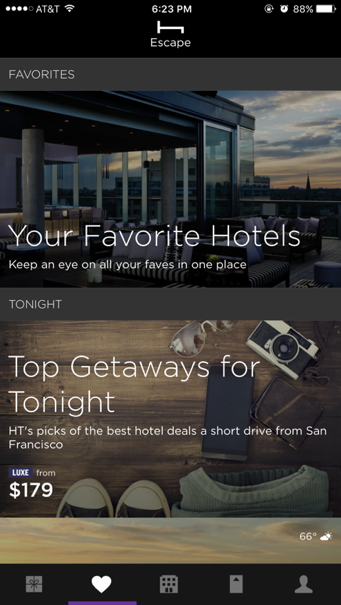 AT&T 6:23 PM 88%
Escape
FAVORITES
Your Favorite Hotels
Keep an eye on all your faves in one place
TONIGHT
Top Getaways for
Tonight
HT's picks of the best hotel deals a short drive from San
Francisco
LUXE from
$179
66°